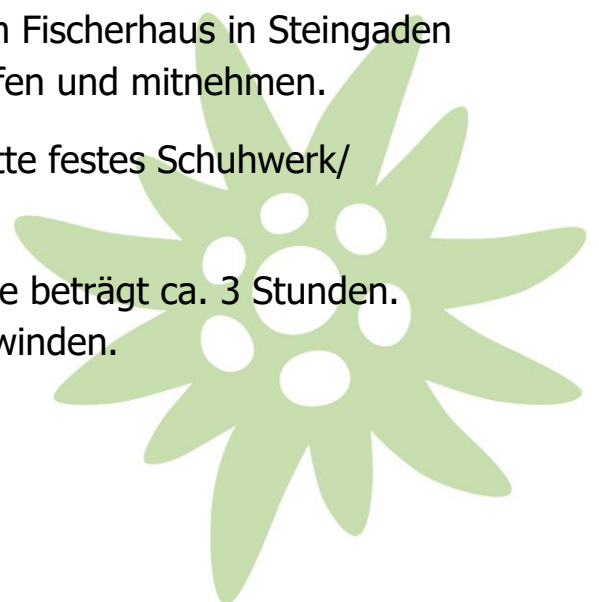 Fischerhaus in Steingaden
fen und mitnehmen.
tte festes Schuhwerk/
e beträgt ca. 3 Stunden.
winden.